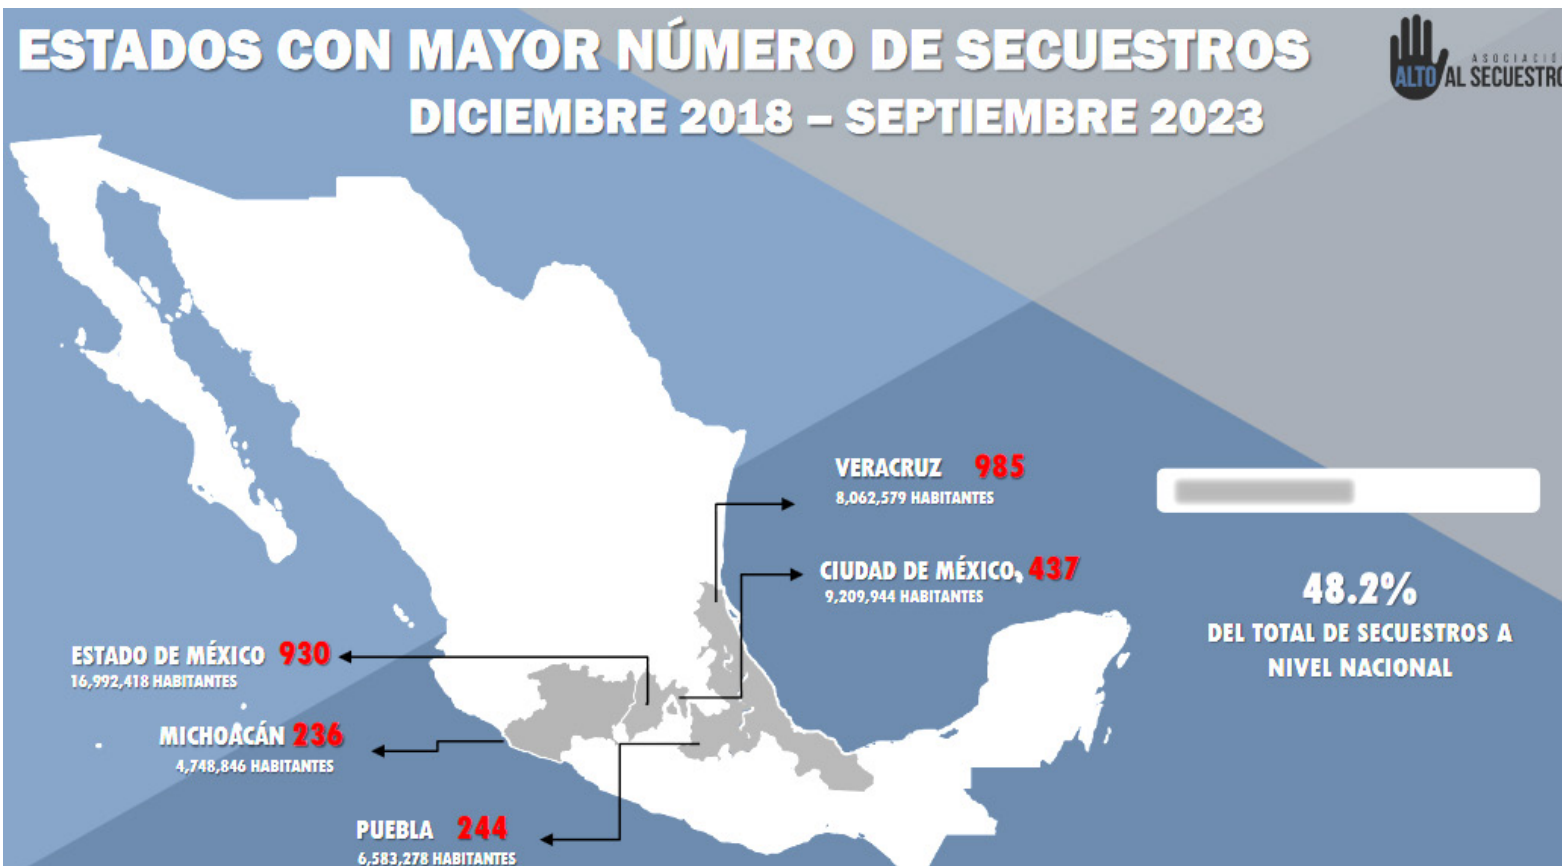 ESTADOS CON MAYOR NÚMERO DE SECUESTROS
DICIEMBRE 2018 – SEPTIEMBRE 2023
ALTO AL SECUESTRO
VERACRUZ 985
8,062,579 HABITANTES
CIUDAD DE MÉXICO, 437
9,209,944 HABITANTES
48.2%
DEL TOTAL DE SECUESTROS A
NIVEL NACIONAL
ESTADO DE MÉXICO 930
16,992,418 HABITANTES
MICHOACÁN 236
4,748,846 HABITANTES
PUEBLA 244
6,583,278 HABITANTES